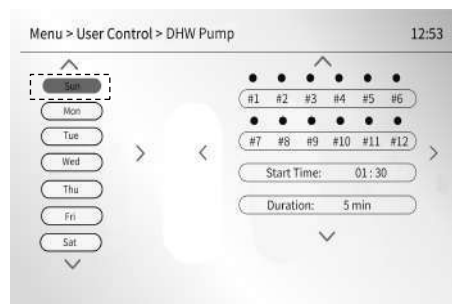 Menu > User Control > DHW Pump 12:53
Sun
Mon
Tue
Wed
Thu
Fri
Sat
#1 #2 #3 #4 #5 #6
#7 #8 #9 #10 #11 #12
Start Time: 01:30
Duration: 5 min